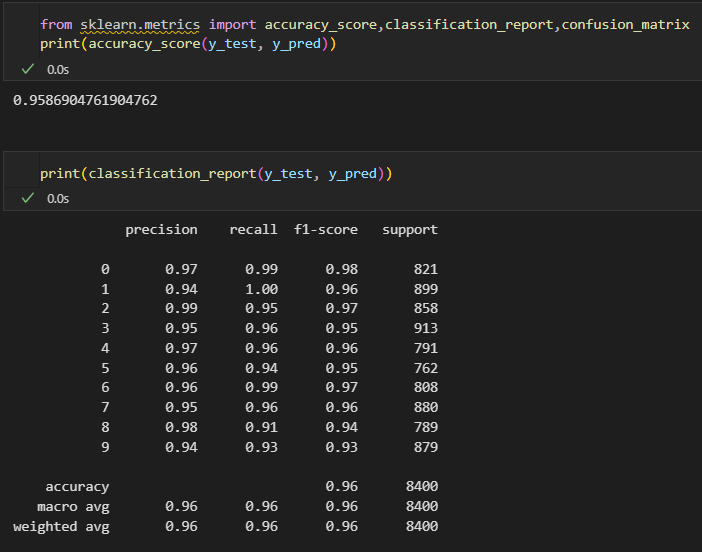 from sklearn.metrics import accuracy_score,classification_report,confusion_matrix
print(accuracy_score(y_test, y_pred))
0.0s
0.9586904761904762
print(classification_report(y_test, y_pred))
0.0s
precision recall f1-score support
0 0.97 0.99 0.98 821
1 0.94 1.00 0.96 899
2 0.99 0.95 0.97 858
3 0.95 0.96 0.95 913
4 0.97 0.96 0.96 791
5 0.96 0.94 0.95 762
6 0.96 0.99 0.97 808
7 0.95 0.96 0.96 880
8 0.98 0.91 0.94 789
9 0.94 0.93 0.93 879
accuracy 0.96 8400
macro avg 0.96 0.96 0.96 8400
weighted avg 0.96 0.96 0.96 8400